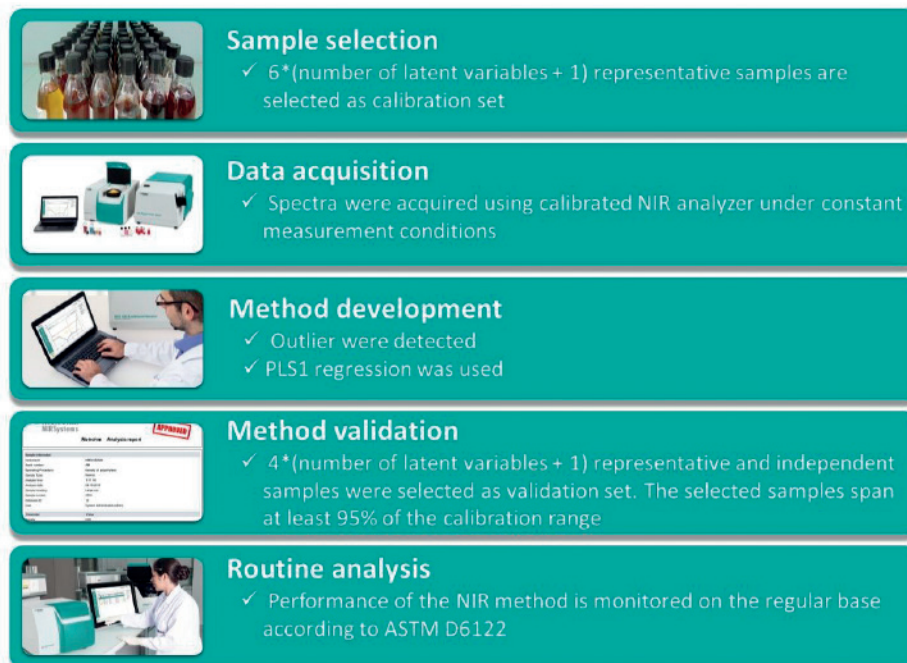 Sample selection
✓ 6*(number of latent variables + 1) representative samples are
selected as calibration set
Data acquisition
✓ Spectra were acquired using calibrated NIR analyzer under constant
measurement conditions
Method development
✓ Outlier were detected
✓ PLS1 regression was used
NIRSystems
APPROVED
Method validation
✓ 4*(number of latent variables + 1) representative and independent
samples were selected as validation set. The selected samples span
at least 95% of the calibration range
Routine analysis
✓ Performance of the NIR method is monitored on the regular base
according to ASTM D6122